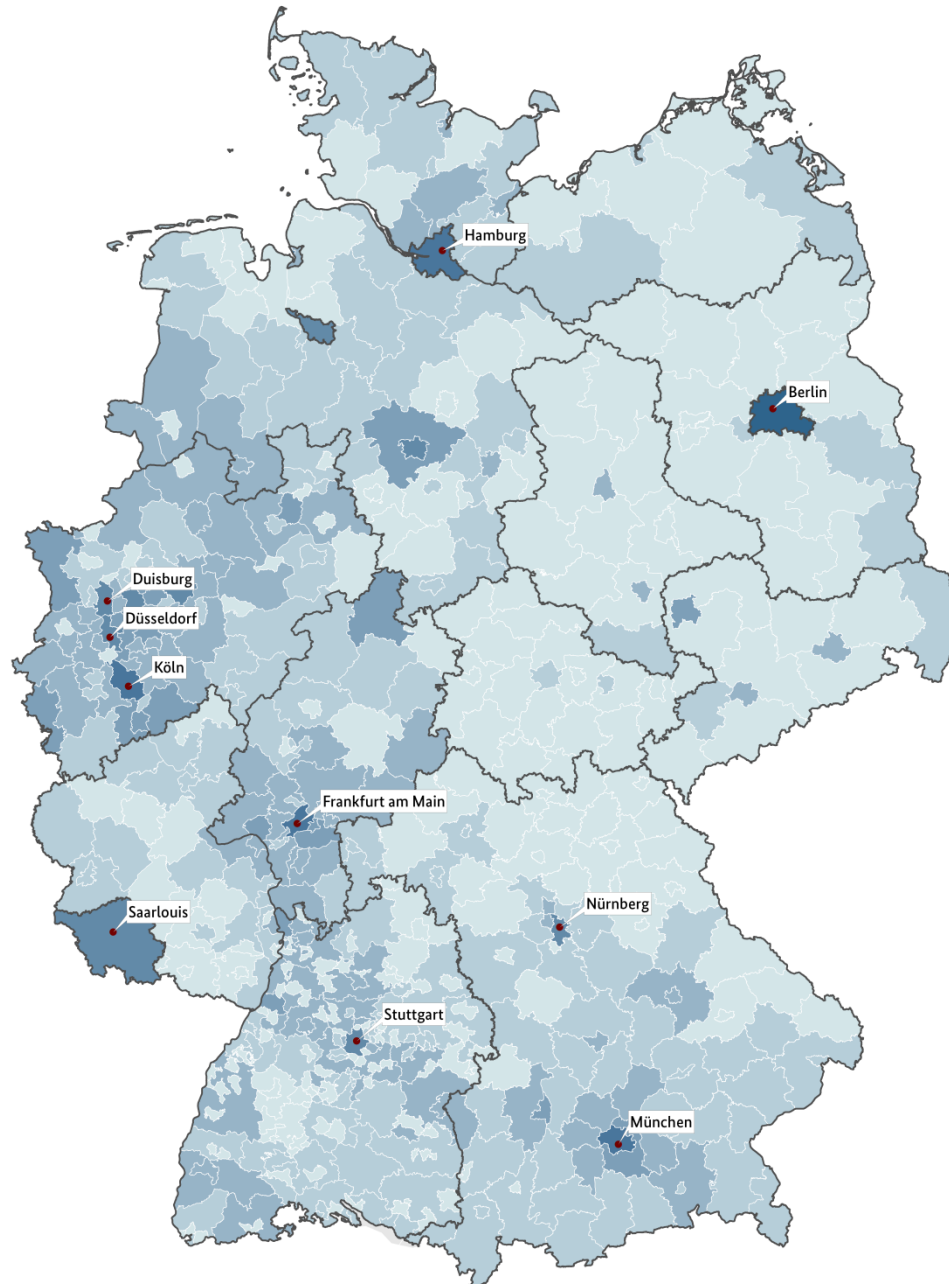 Hamburg
Berlin
Duisburg
Düsseldorf
Köln
Frankfurt am Main
Saarlouis
Nürnberg
Stuttgart
München